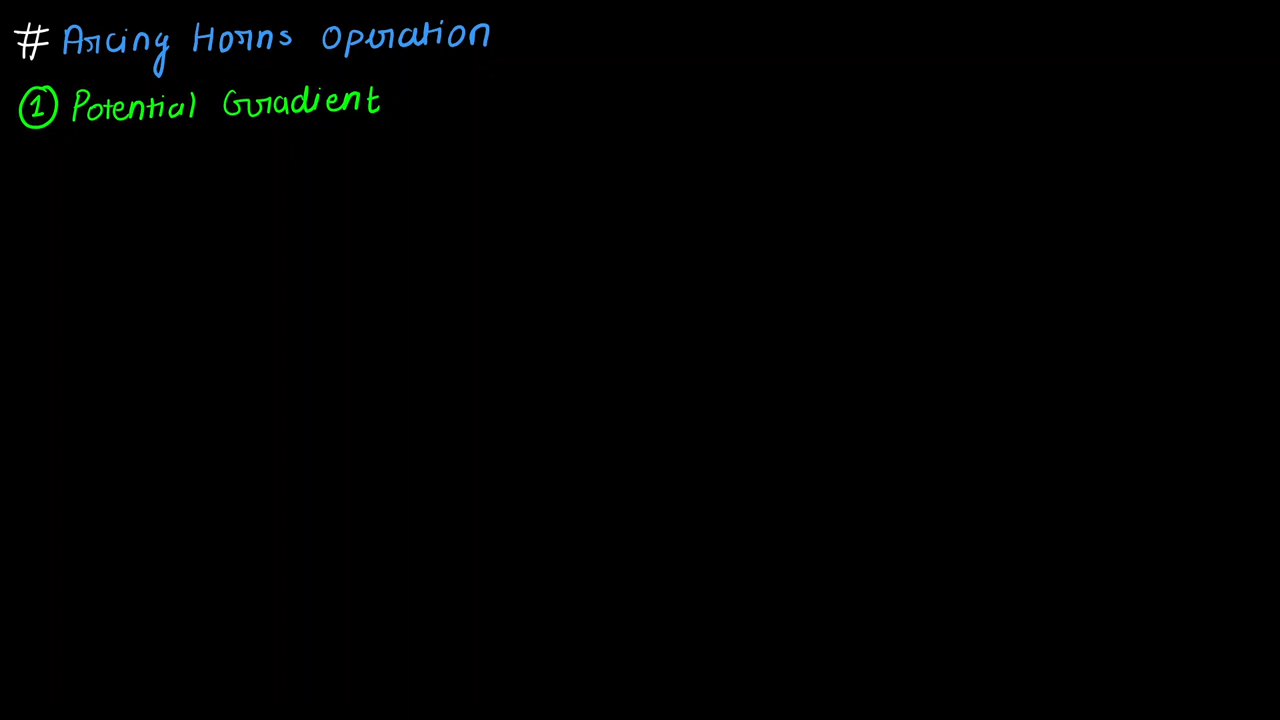 # Arcing Horns Operation
① Potential Gradient